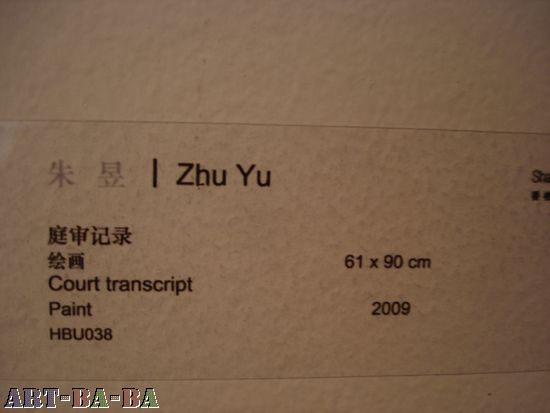 朱 昱 | Zhu Yu
庭审记录
绘画 61 x 90 cm
Court transcript
Paint 2009
HBU038
Sha
ART-BA-BA